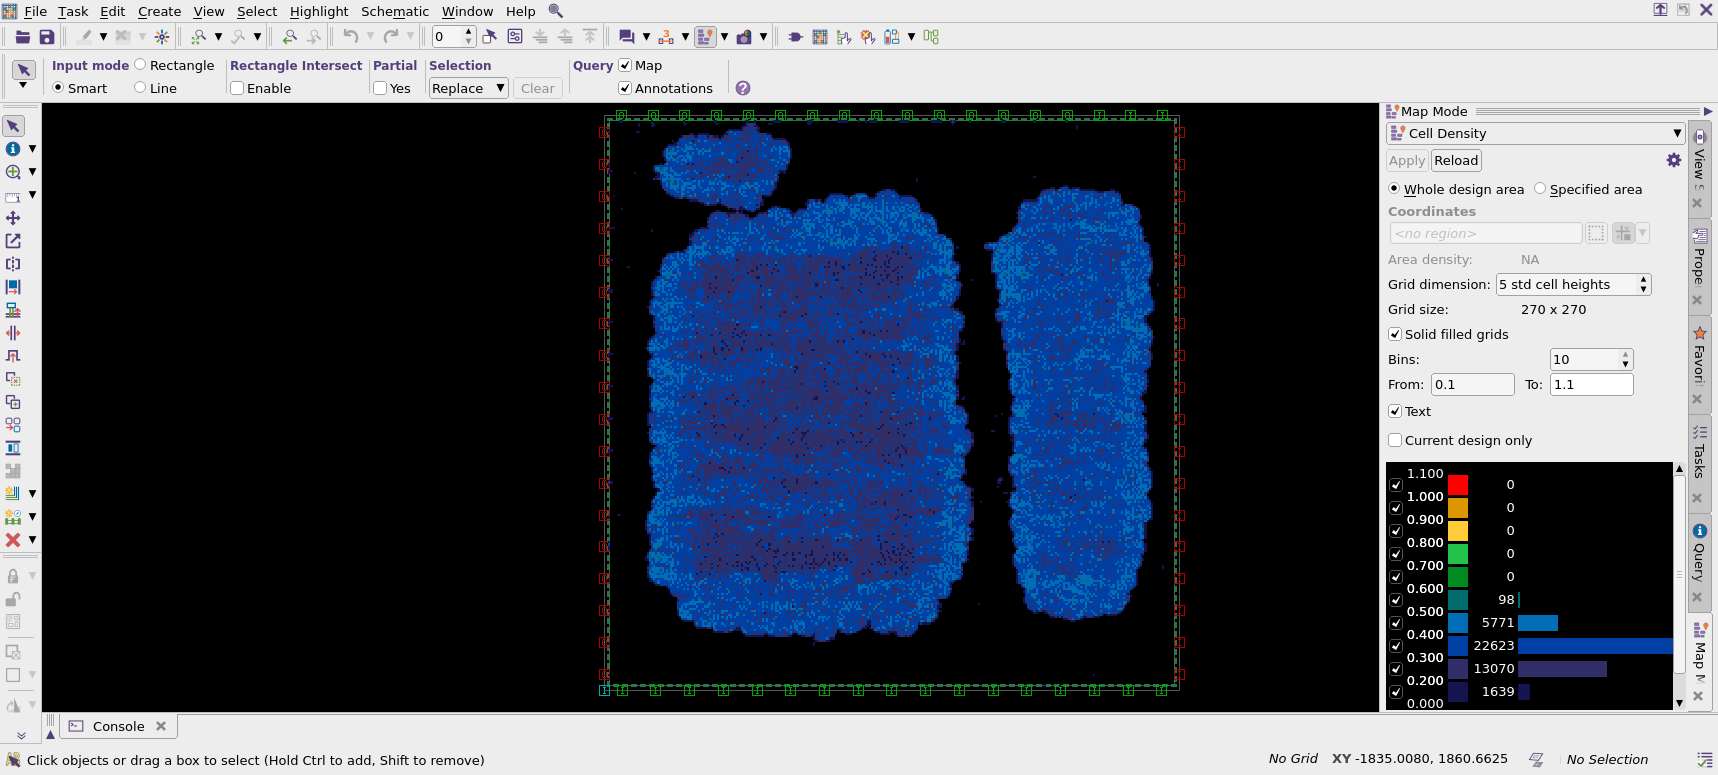 File Task Edit Create View Select Highlight Schematic Window Help
0
Input mode Rectangle Rectangle Intersect Partial Selection Query Map
Smart Line Enable Yes Replace Clear Annotations
Map Mode
Cell Density
Apply Reload
Whole design area Specified area
Coordinates
<no region>
Area density: NA
Grid dimension: 5 std cell heights
Grid size: 270 x 270
Solid filled grids
Bins: 10
From: 0.1 To: 1.1
Text
Current design only
1.100
0
1.000
0
0.900
0
0.800
0
0.700
0
0.600
98
0.500
5771
0.400
22623
0.300
13070
0.200
1639
0.000
View
Prope
Favori
Tasks
Query
Map M
Console
Click objects or drag a box to select (Hold Ctrl to add, Shift to remove)
No Grid XY -1835.0080, 1860.6625 No Selection